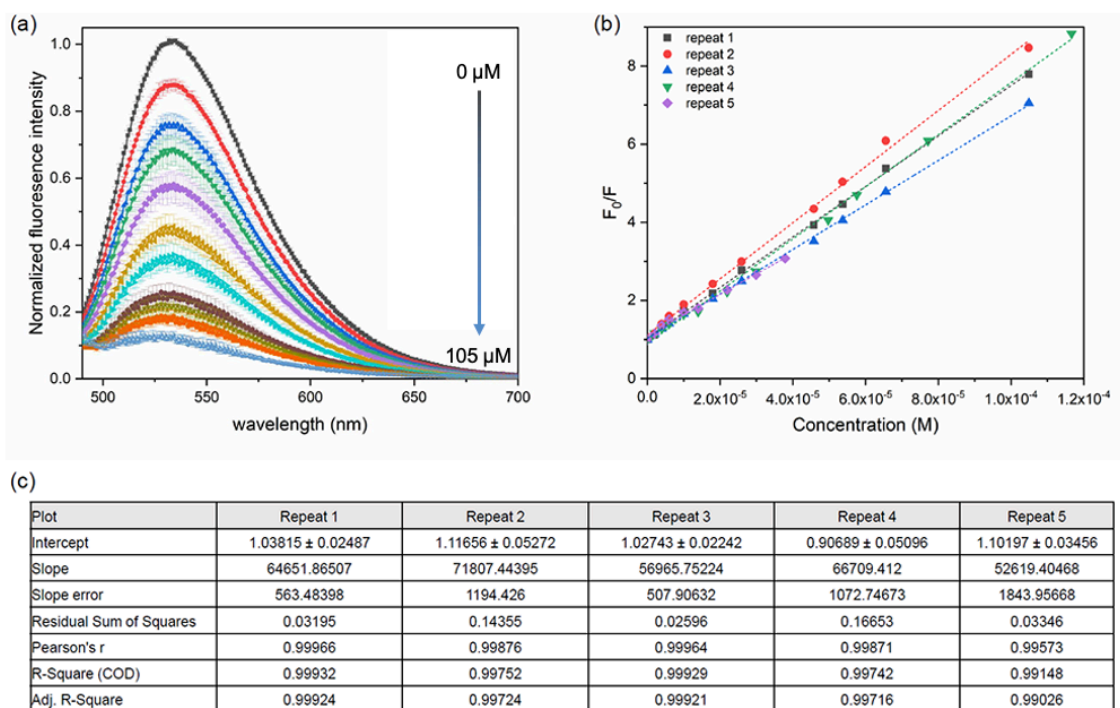 (a)
Normalized fluoresence intensity
1.0
0.8
0.6
0.4
0.2
0.0
500
550
600
650
700
wavelength (nm)
0 µM
105 µM
(b)
F₀/F
8
6
4
2
0
repeat 1
repeat 2
repeat 3
repeat 4
repeat 5
0.0
2.0x10⁻⁵
4.0x10⁻⁵
6.0x10⁻⁵
8.0x10⁻⁵
1.0x10⁻⁴
1.2x10⁻⁴
Concentration (M)
(c)
Plot Repeat 1 Repeat 2 Repeat 3 Repeat 4 Repeat 5
Intercept 1.03815 ± 0.02487 1.11656 ± 0.05272 1.02743 ± 0.02242 0.90689 ± 0.05096 1.10197 ± 0.03456
Slope 64651.86507 71807.44395 56965.75224 66709.412 52619.40468
Slope error 563.48398 1194.426 507.90632 1072.74673 1843.95668
Residual Sum of Squares 0.03195 0.14355 0.02596 0.16653 0.03346
Pearson's r 0.99966 0.99876 0.99964 0.99871 0.99573
R-Square (COD) 0.99932 0.99752 0.99929 0.99742 0.99148
Adj. R-Square 0.99924 0.99724 0.99921 0.99716 0.99026